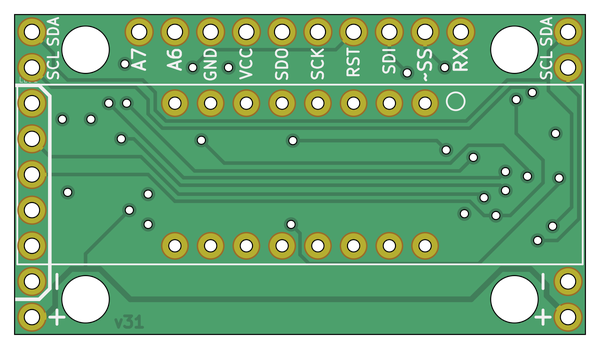 SCL SDA
A7
A6
GND
VCC
SDO
SCK
RST
SDI
~SS
RX
SCL SDA
− −
+ +
v31